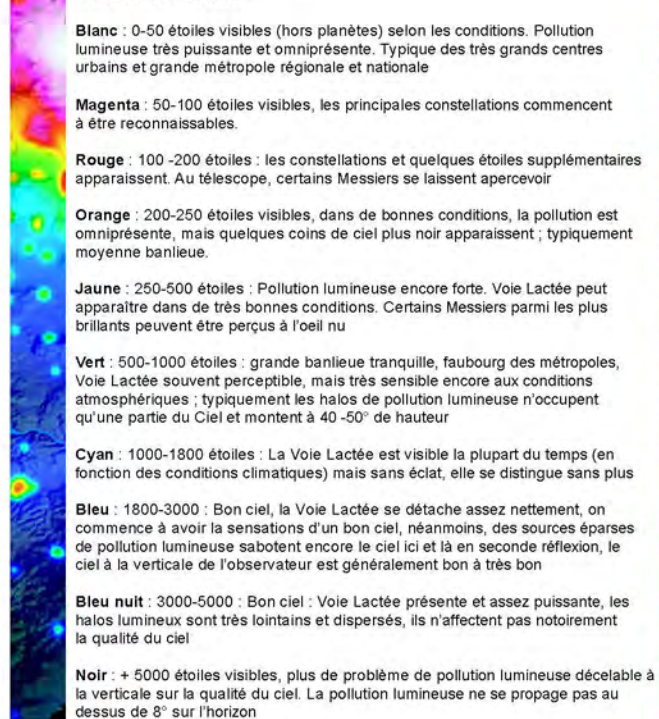 Blanc : 0-50 étoiles visibles (hors planètes) selon les conditions. Pollution
lumineuse très puissante et omniprésente. Typique des très grands centres
urbains et grande métropole régionale et nationale
Magenta : 50-100 étoiles visibles, les principales constellations commencent
à être reconnaissables.
Rouge : 100 -200 étoiles : les constellations et quelques étoiles supplémentaires
apparaissent. Au télescope, certains Messiers se laissent apercevoir
Orange : 200-250 étoiles visibles, dans de bonnes conditions, la pollution est
omniprésente, mais quelques coins de ciel plus noir apparaissent ; typiquement
moyenne banlieue.
Jaune : 250-500 étoiles : Pollution lumineuse encore forte. Voie Lactée peut
apparaître dans de très bonnes conditions. Certains Messiers parmi les plus
brillants peuvent être perçus à l'oeil nu
Vert : 500-1000 étoiles : grande banlieue tranquille, faubourg des métropoles,
Voie Lactée souvent perceptible, mais très sensible encore aux conditions
atmosphériques ; typiquement les halos de pollution lumineuse n'occupent
qu'une partie du Ciel et montent à 40 -50° de hauteur
Cyan : 1000-1800 étoiles : La Voie Lactée est visible la plupart du temps (en
fonction des conditions climatiques) mais sans éclat, elle se distingue sans plus
Bleu : 1800-3000 : Bon ciel, la Voie Lactée se détache assez nettement, on
commence à avoir la sensations d'un bon ciel, néanmoins, des sources éparses
de pollution lumineuse sabotent encore le ciel ici et là en seconde réflexion, le
ciel à la verticale de l'observateur est généralement bon à très bon
Bleu nuit : 3000-5000 : Bon ciel : Voie Lactée présente et assez puissante, les
halos lumineux sont très lointains et dispersés, ils n'affectent pas notoirement
la qualité du ciel
Noir : + 5000 étoiles visibles, plus de problème de pollution lumineuse décelable à
la verticale sur la qualité du ciel. La pollution lumineuse ne se propage pas au
dessus de 8° sur l'horizon